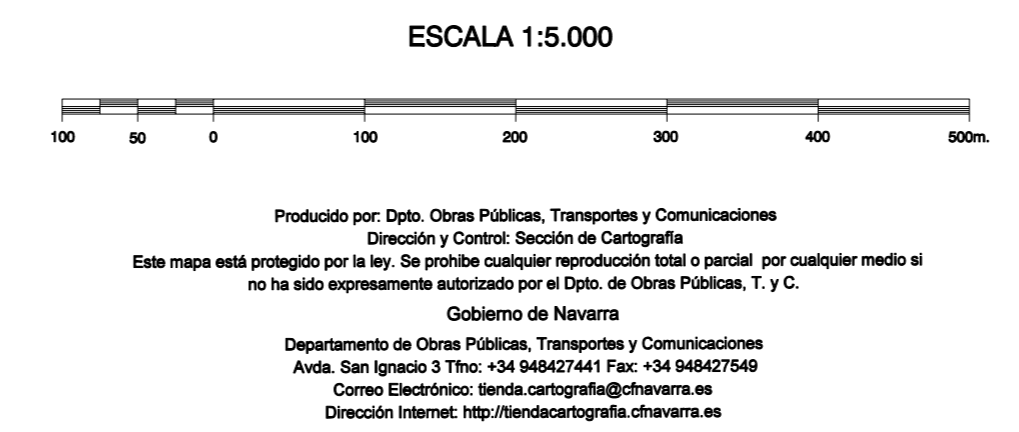 ESCALA 1:5.000
100 50 0 100 200 300 400 500m.
Producido por: Dpto. Obras Públicas, Transportes y Comunicaciones
Dirección y Control: Sección de Cartografía
Este mapa está protegido por la ley. Se prohibe cualquier reproducción total o parcial por cualquier medio si
no ha sido expresamente autorizado por el Dpto. de Obras Públicas, T. y C.
Gobierno de Navarra
Departamento de Obras Públicas, Transportes y Comunicaciones
Avda. San Ignacio 3 Tfno: +34 948427441 Fax: +34 948427549
Correo Electrónico: tienda.cartografia@cfnavarra.es
Dirección Internet: http://tiendacartografia.cfnavarra.es